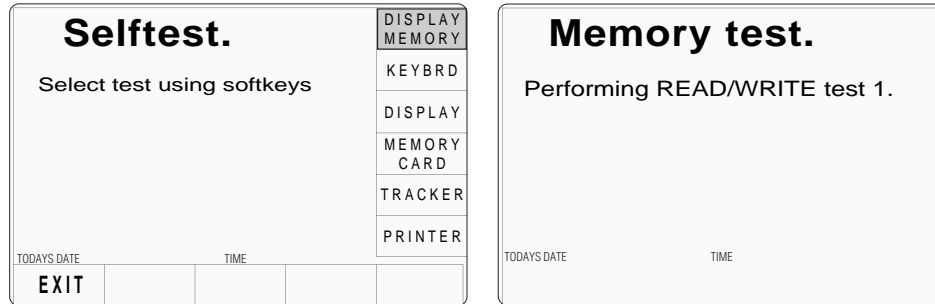 Selftest.
Select test using softkeys
DISPLAY
MEMORY
KEYBRD
DISPLAY
MEMORY
CARD
TRACKER
PRINTER
TODAYS DATE TIME
EXIT
Memory test.
Performing READ/WRITE test 1.
TODAYS DATE TIME